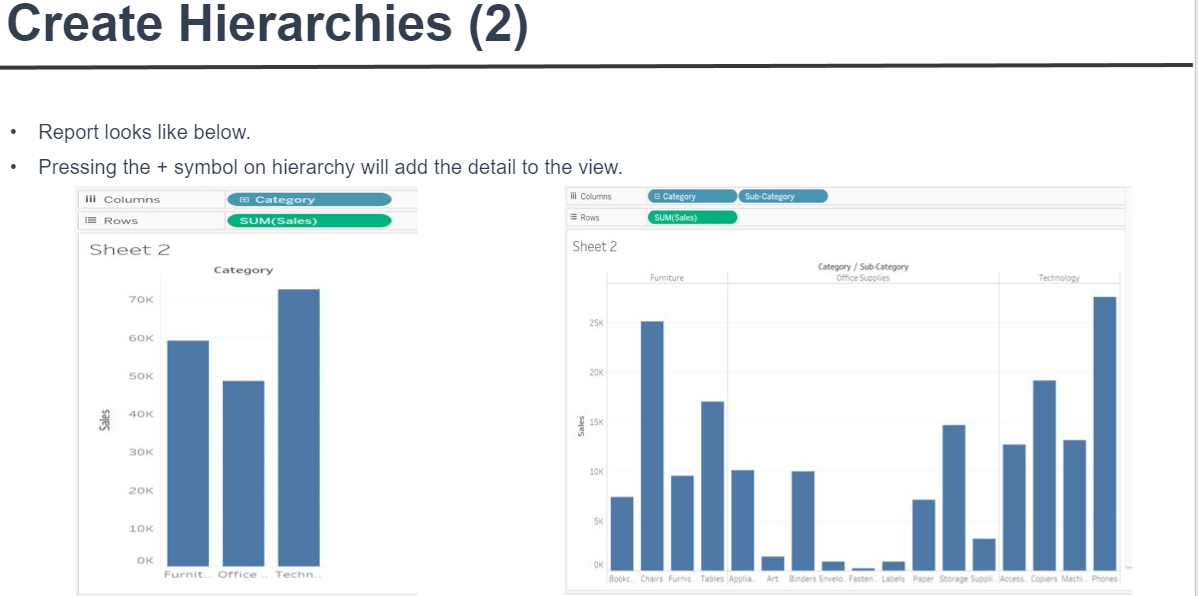 Create Hierarchies (2)
• Report looks like below.
• Pressing the + symbol on hierarchy will add the detail to the view.
Columns Category
Rows SUM(Sales)
Sheet 2
Category
70K
60K
50K
40K
30K
20K
10K
0K
Sales
Furnit.. Office .. Techn..
Columns Category Sub-Category
Rows SUM(Sales)
Sheet 2
Category / Sub-Category
Furniture Office Supplies Technology
25K
20K
15K
10K
5K
0K
Sales
Bookc.. Chairs Furnis.. Tables Applia.. Art Binders Envelo.. Fasten.. Labels Paper Storage Suppli.. Access.. Copiers Machi.. Phones